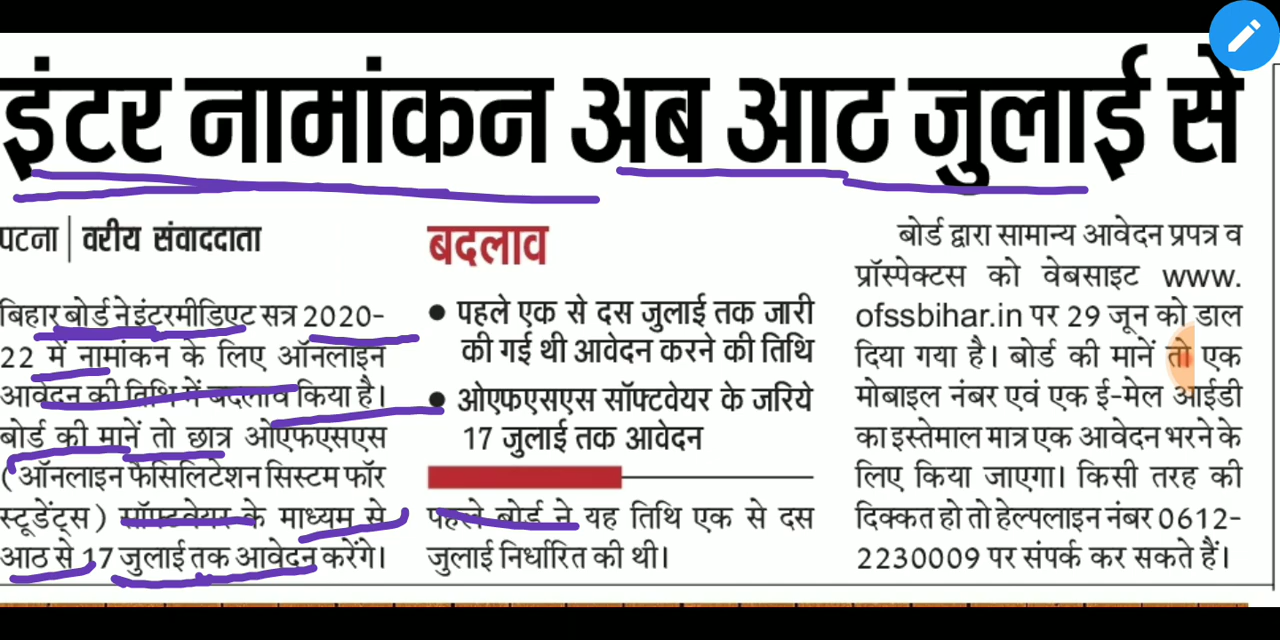 इंटर नामांकन अब आठ जुलाई से
पटना | वरीय संवाददाता
बिहार बोर्ड ने इंटरमीडिएट सत्र 2020-
22 में नामांकन के लिए ऑनलाइन
आवेदन की तिथि में बदलाव किया है।
बोर्ड की मानें तो छात्र ओएफएसएस
(ऑनलाइन फैसिलिटेशन सिस्टम फॉर
स्टूडेंट्स) सॉफ्टवेयर के माध्यम से
आठ से 17 जुलाई तक आवेदन करेंगे।
बदलाव
● पहले एक से दस जुलाई तक जारी
की गई थी आवेदन करने की तिथि
● ओएफएसएस सॉफ्टवेयर के जरिये
17 जुलाई तक आवेदन
पहले बोर्ड ने यह तिथि एक से दस
जुलाई निर्धारित की थी।
बोर्ड द्वारा सामान्य आवेदन प्रपत्र व
प्रॉस्पेक्टस को वेबसाइट www.
ofssbihar.in पर 29 जून को डाल
दिया गया है। बोर्ड की मानें तो एक
मोबाइल नंबर एवं एक ई-मेल आईडी
का इस्तेमाल मात्र एक आवेदन भरने के
लिए किया जाएगा। किसी तरह की
दिक्कत हो तो हेल्पलाइन नंबर 0612-
2230009 पर संपर्क कर सकते हैं।